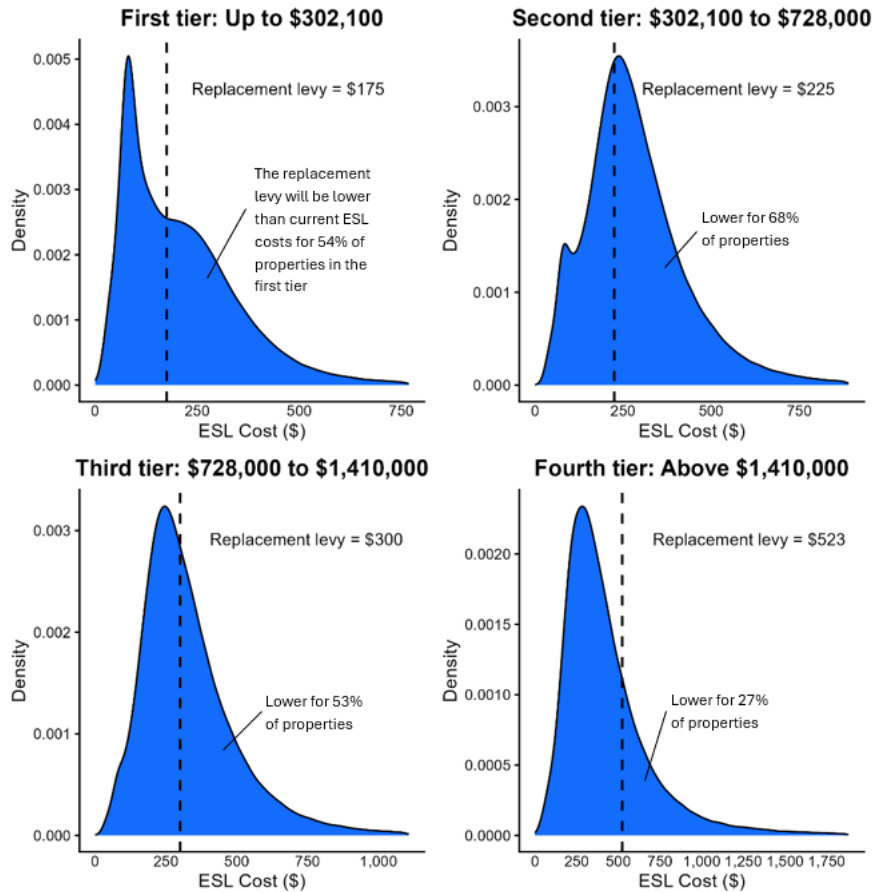 First tier: Up to $302,100
0.005
0.004
0.003
0.002
0.001
0.000
Density
Replacement levy = $175
The replacement
levy will be lower
than current ESL
costs for 54% of
properties in the
first tier
0 250 500 750
ESL Cost ($)
Second tier: $302,100 to $728,000
0.003
0.002
0.001
0.000
Density
Replacement levy = $225
Lower for 68%
of properties
0 250 500 750
ESL Cost ($)
Third tier: $728,000 to $1,410,000
0.003
0.002
0.001
0.000
Density
Replacement levy = $300
Lower for 53%
of properties
0 250 500 750 1,000
ESL Cost ($)
Fourth tier: Above $1,410,000
0.0020
0.0015
0.0010
0.0005
0.0000
Density
Replacement levy = $523
Lower for 27%
of properties
0 250 500 750 1,000 1,250 1,500 1,750
ESL Cost ($)